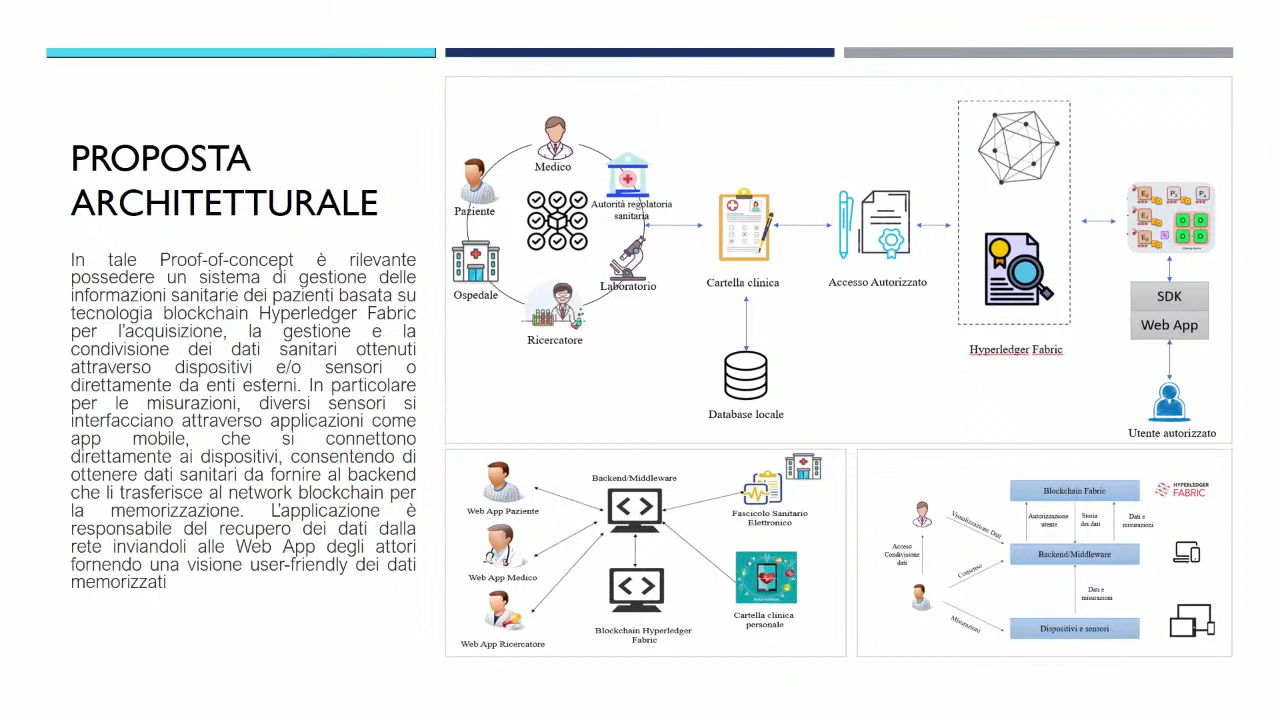 PROPOSTA
ARCHITETTURALE
In tale Proof-of-concept è rilevante
possedere un sistema di gestione delle
informazioni sanitarie dei pazienti basata su
tecnologia blockchain Hyperledger Fabric
per l’acquisizione, la gestione e la
condivisione dei dati sanitari ottenuti
attraverso dispositivi e/o sensori o
direttamente da enti esterni. In particolare
per le misurazioni, diversi sensori si
interfacciano attraverso applicazioni come
app mobile, che si connettono
direttamente ai dispositivi, consentendo di
ottenere dati sanitari da fornire al backend
che li trasferisce al network blockchain per
la memorizzazione. L’applicazione è
responsabile del recupero dei dati dalla
rete inviandoli alle Web App degli attori
fornendo una visione user-friendly dei dati
memorizzati
Medico
Paziente
Autorità regolatoria
sanitaria
Ospedale
Laboratorio
Ricercatore
Cartella clinica
Database locale
Accesso Autorizzato
Hyperledger Fabric
SDK
Web App
Utente autorizzato
Web App Paziente
Web App Medico
Web App Ricercatore
Backend/Middleware
Blockchain Hyperledger
Fabric
Fascicolo Sanitario
Elettronico
Cartella clinica
personale
Blockchain Fabric
HYPERLEDGER
FABRIC
Autorizzazione
utente
Storia
dei dati
Dati e
misurazioni
Visualizzazione Dati
Accesso
Condivisione
dati
Backend/Middleware
Consenso
Dati e
misurazioni
Misurazioni
Dispositivi e sensori